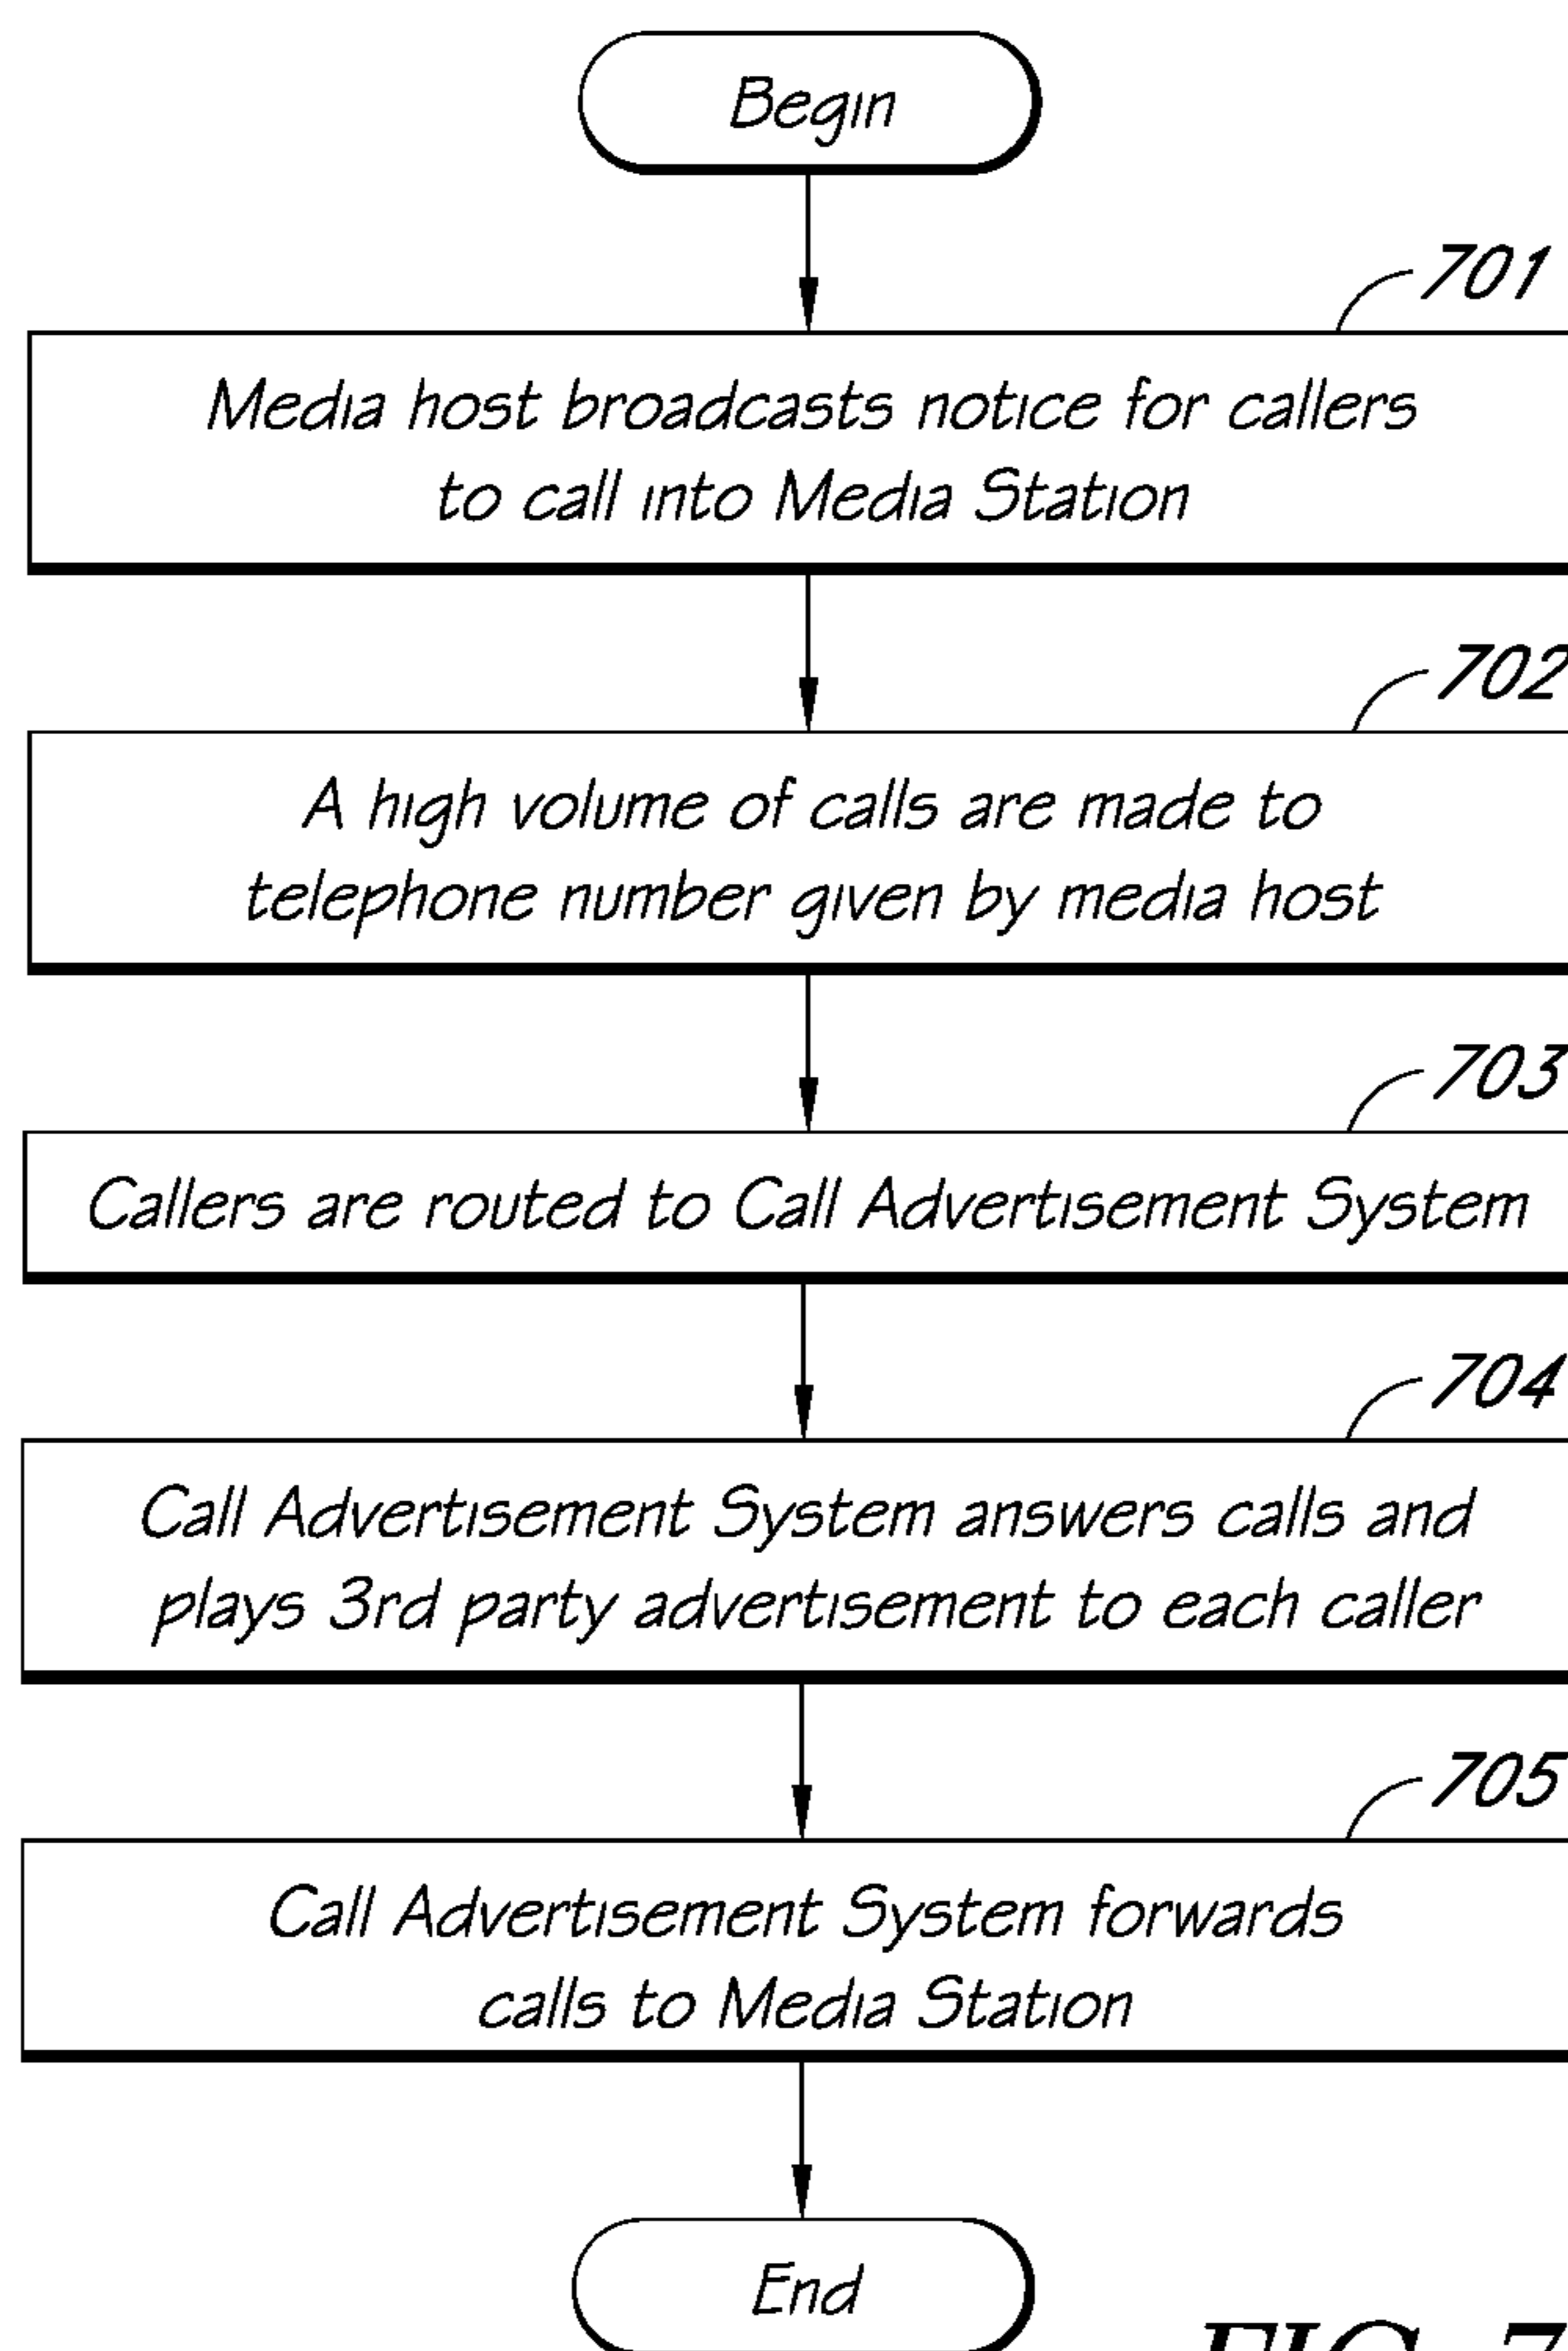 Begin
701
Media host broadcasts notice for callers
to call into Media Station
702
A high volume of calls are made to
telephone number given by media host
703
Callers are routed to Call Advertisement System
704
Call Advertisement System answers calls and
plays 3rd party advertisement to each caller
705
Call Advertisement System forwards
calls to Media Station
End
FIG. 7